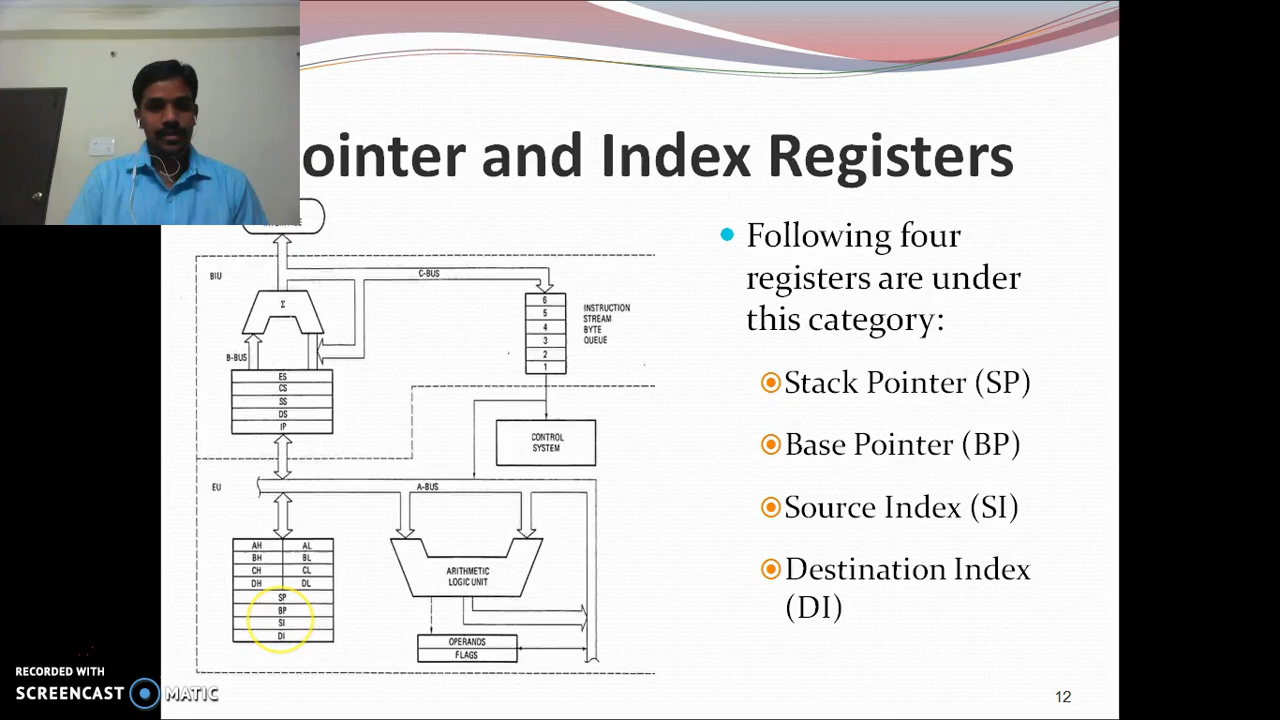 ointer and Index Registers
BIU
C-BUS
Σ
B-BUS
6
5
4
3
2
1
INSTRUCTION
STREAM
BYTE
QUEUE
ES
CS
SS
DS
IP
CONTROL
SYSTEM
EU
A-BUS
AH AL
BH BL
CH CL
DH DL
SP
BP
SI
DI
ARITHMETIC
LOGIC UNIT
OPERANDS
FLAGS
Following four
registers are under
this category:
Stack Pointer (SP)
Base Pointer (BP)
Source Index (SI)
Destination Index
(DI)
12
RECORDED WITH
SCREENCAST MATIC